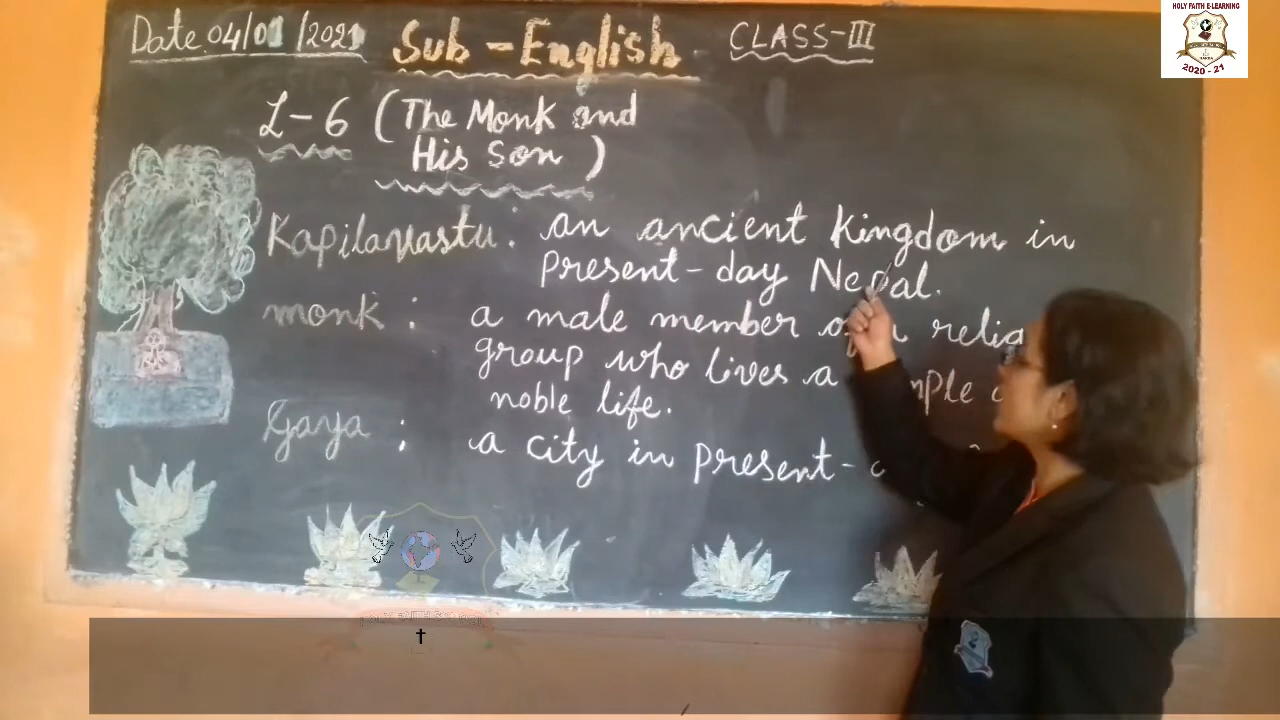 HOLY FAITH E-LEARNING
2020 - 21
Date 04/01/2021 Sub - English CLASS-III
L-6 (The Monk and
His Son)
Kapilavastu: an ancient Kingdom in
Present-day Nepal.
monk: a male member of a
group who lives a
noble life.
Gaya: a city in present-